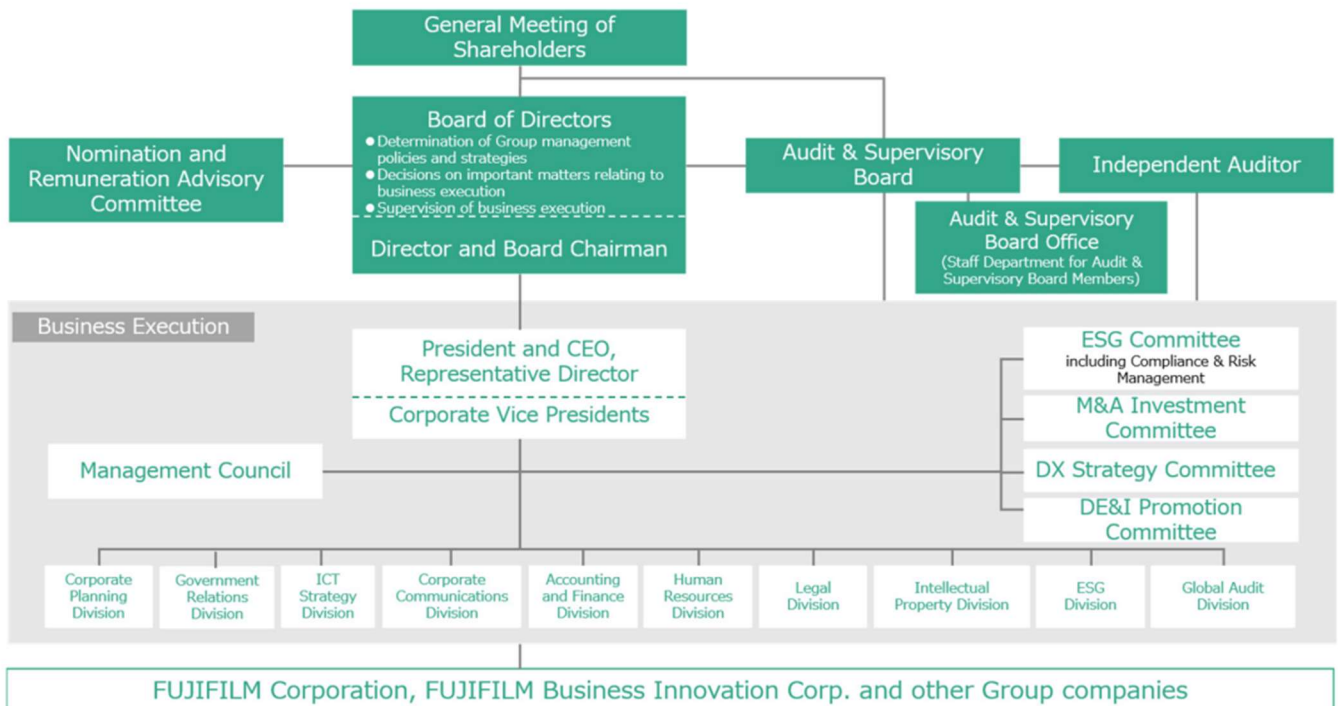 General Meeting of
Shareholders
Board of Directors
●Determination of Group management
policies and strategies
●Decisions on important matters relating to
business execution
●Supervision of business execution
Director and Board Chairman
Nomination and
Remuneration Advisory
Committee
Audit & Supervisory
Board
Independent Auditor
Audit & Supervisory
Board Office
(Staff Department for Audit &
Supervisory Board Members)
Business Execution
President and CEO,
Representative Director
Corporate Vice Presidents
ESG Committee
including Compliance & Risk
Management
M&A Investment
Committee
Management Council
DX Strategy Committee
DE&I Promotion
Committee
Corporate
Planning
Division
Government
Relations
Division
ICT
Strategy
Division
Corporate
Communications
Division
Accounting
and Finance
Division
Human
Resources
Division
Legal
Division
Intellectual
Property Division
ESG
Division
Global Audit
Division
FUJIFILM Corporation, FUJIFILM Business Innovation Corp. and other Group companies